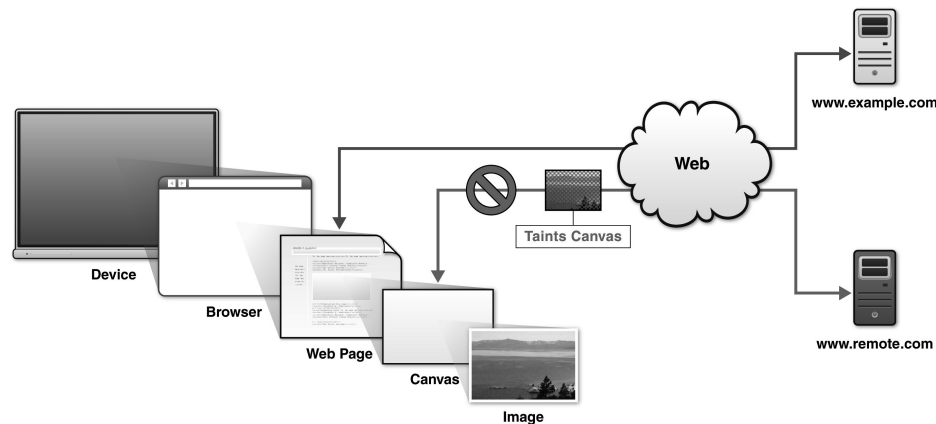 www.example.com
Web
Taints Canvas
Device
Browser
www.remote.com
Web Page
Canvas
Image